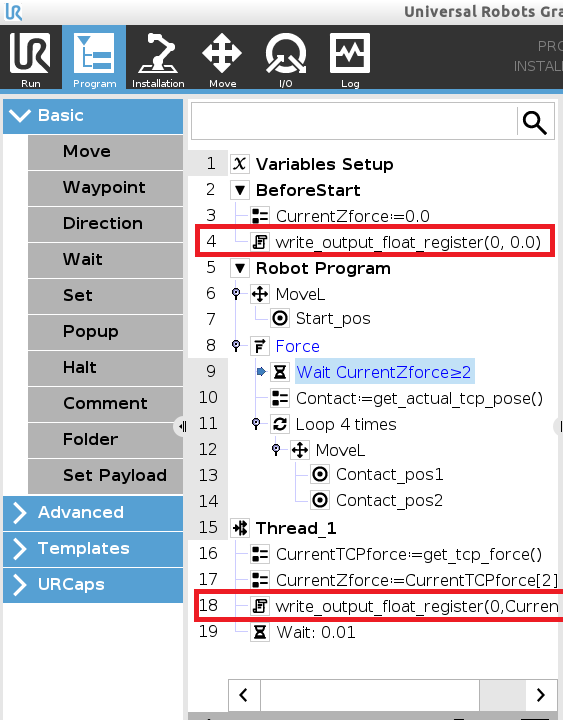 Universal Robots Gra
Run
Program
Installation
Move
I/O
Log
PRO
INSTAL
Basic
Move
Waypoint
Direction
Wait
Set
Popup
Halt
Comment
Folder
Set Payload
Advanced
Templates
URCaps
1 X Variables Setup
2 BeforeStart
3 CurrentZforce:=0.0
4 write_output_float_register(0, 0.0)
5 Robot Program
6 MoveL
7 Start_pos
8 Force
9 Wait CurrentZforce≥2
10 Contact:=get_actual_tcp_pose()
11 Loop 4 times
12 MoveL
13 Contact_pos1
14 Contact_pos2
15 Thread_1
16 CurrentTCPforce:=get_tcp_force()
17 CurrentZforce:=CurrentTCPforce[2]
18 write_output_float_register(0,Curren
19 Wait: 0.01